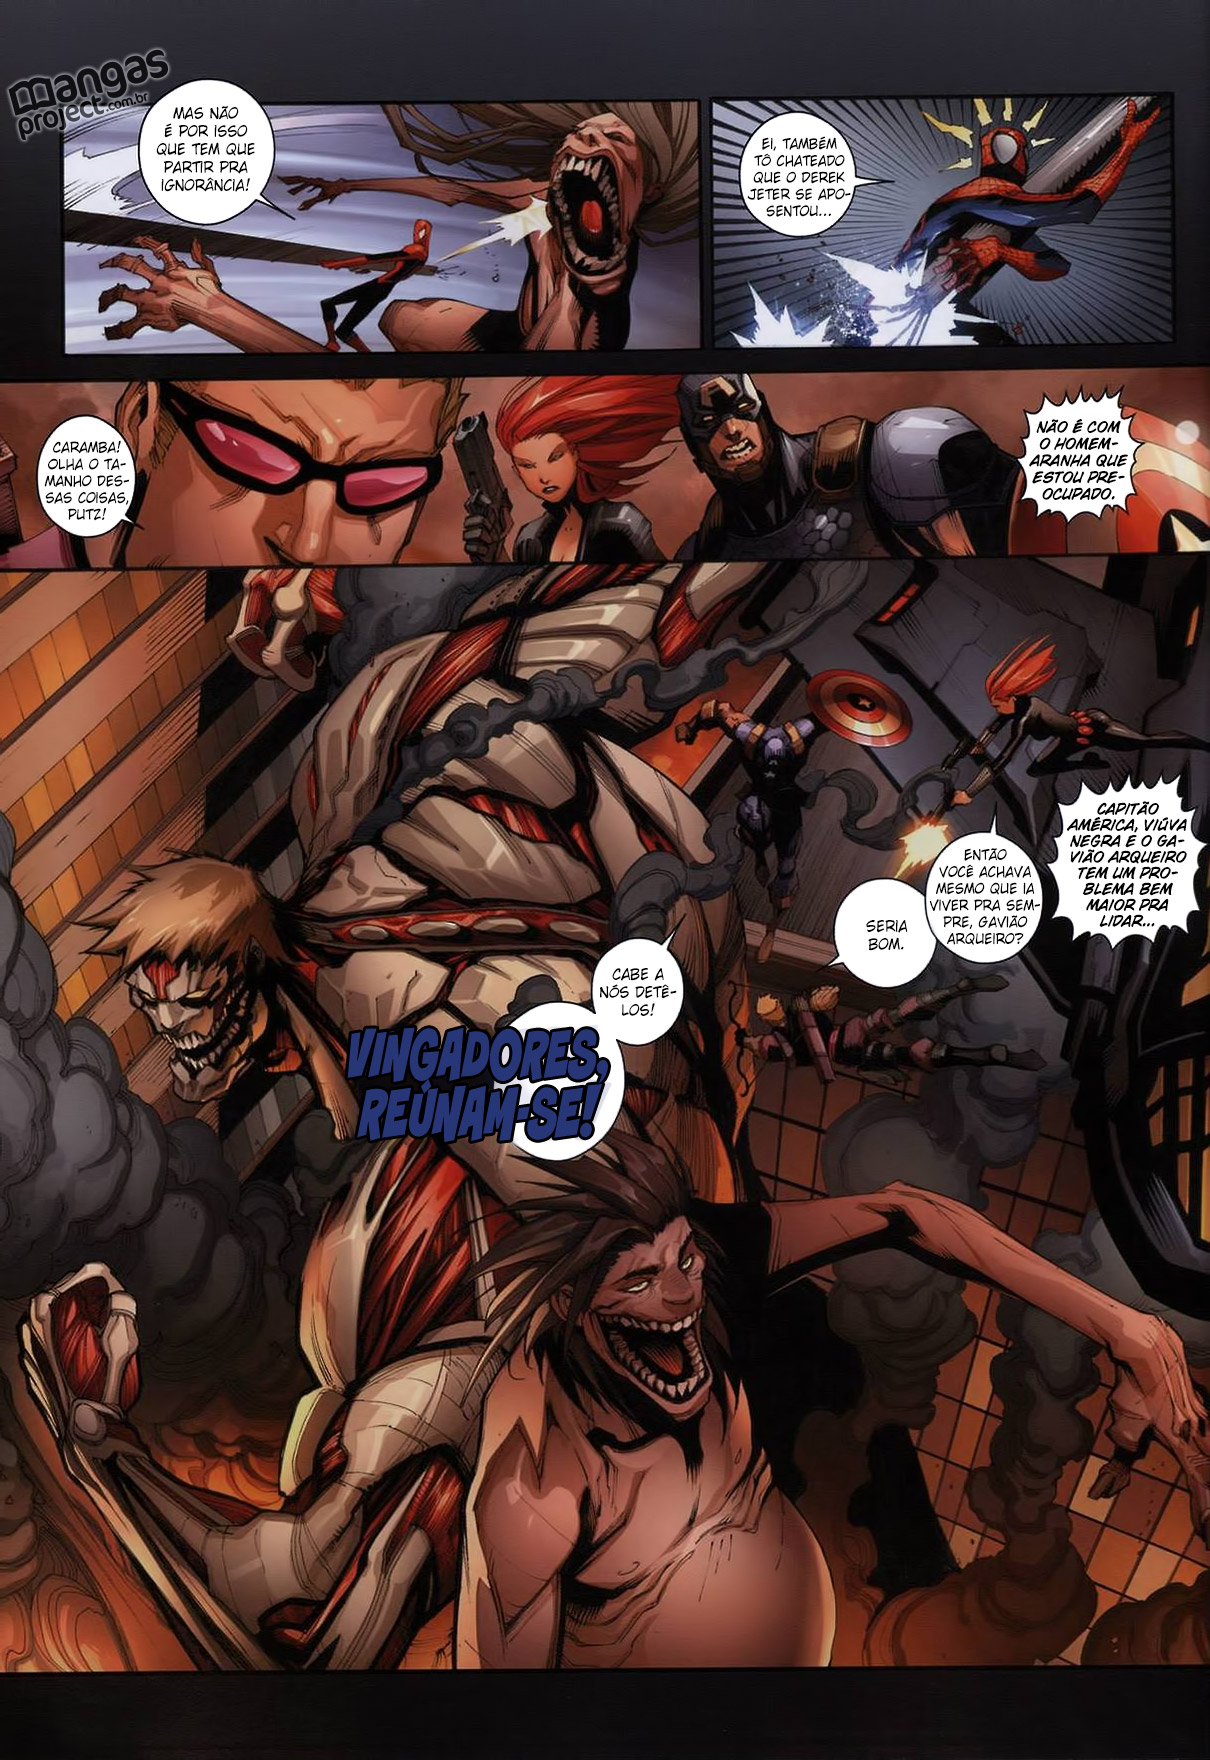 mangas
project.com.br
MAS NÃO
É POR ISSO
QUE TEM QUE
PARTIR PRA
IGNORÂNCIA!
EI, TAMBÉM
TÔ CHATEADO
QUE O DEREK
JETER SE APO-
SENTOU...
CARAMBA!
OLHA O TA-
MANHO DES-
SAS COISAS,
PUTZ!
NÃO É COM
O HOMEM-
ARANHA QUE
ESTOU PRE-
OCUPADO.
CAPITÃO
AMÉRICA, VIÚVA
NEGRA E O GA-
VIÃO ARQUEIRO
TEM UM PRO-
BLEMA BEM
MAIOR PRA
LIDAR...
ENTÃO
VOCÊ ACHAVA
MESMO QUE IA
VIVER PRA SEM-
PRE, GAVIÃO
ARQUEIRO?
SERIA
BOM.
CABE A
NÓS DETÊ-
LOS!
VINGADORES,
REÚNAM-SE!